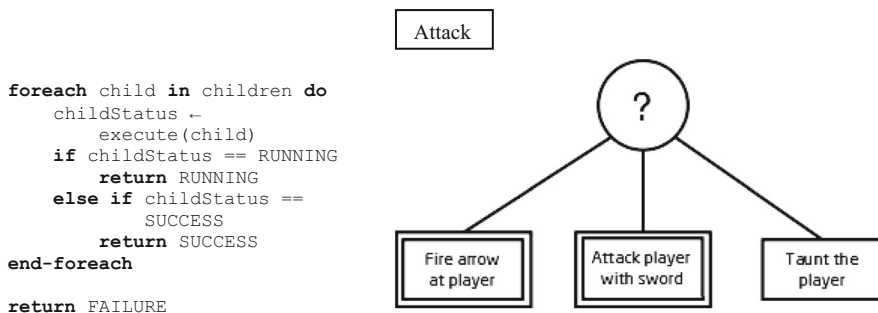 Attack
foreach child in children do
childStatus ←
execute(child)
if childStatus == RUNNING
return RUNNING
else if childStatus ==
SUCCESS
return SUCCESS
end-foreach
return FAILURE
?
Fire arrow
at player
Attack player
with sword
Taunt the
player